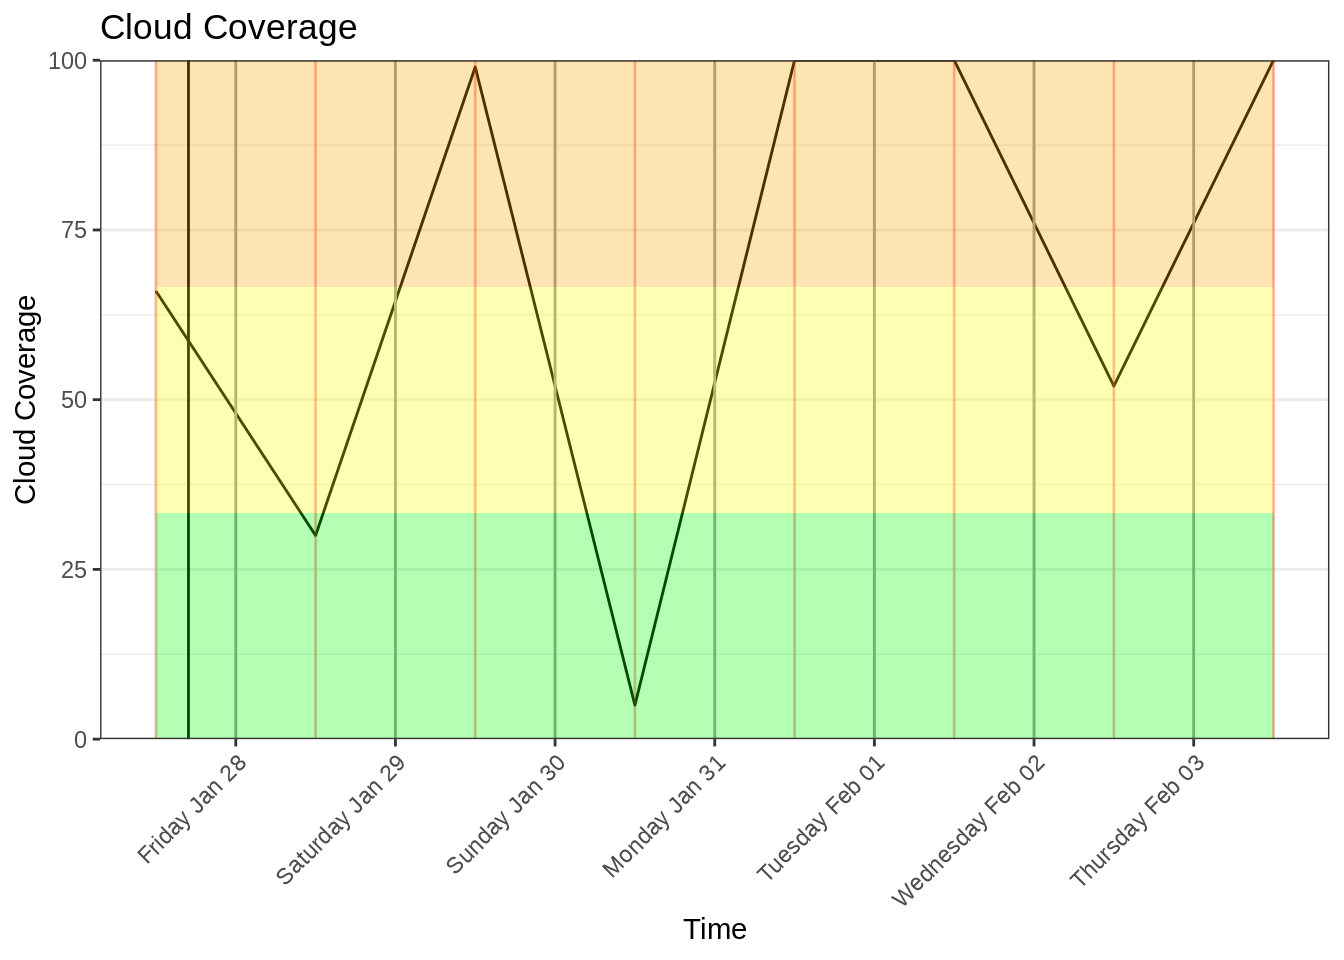 Cloud Coverage
Cloud Coverage
100
75
50
25
0
Friday Jan 28
Saturday Jan 29
Sunday Jan 30
Monday Jan 31
Tuesday Feb 01
Wednesday Feb 02
Thursday Feb 03
Time